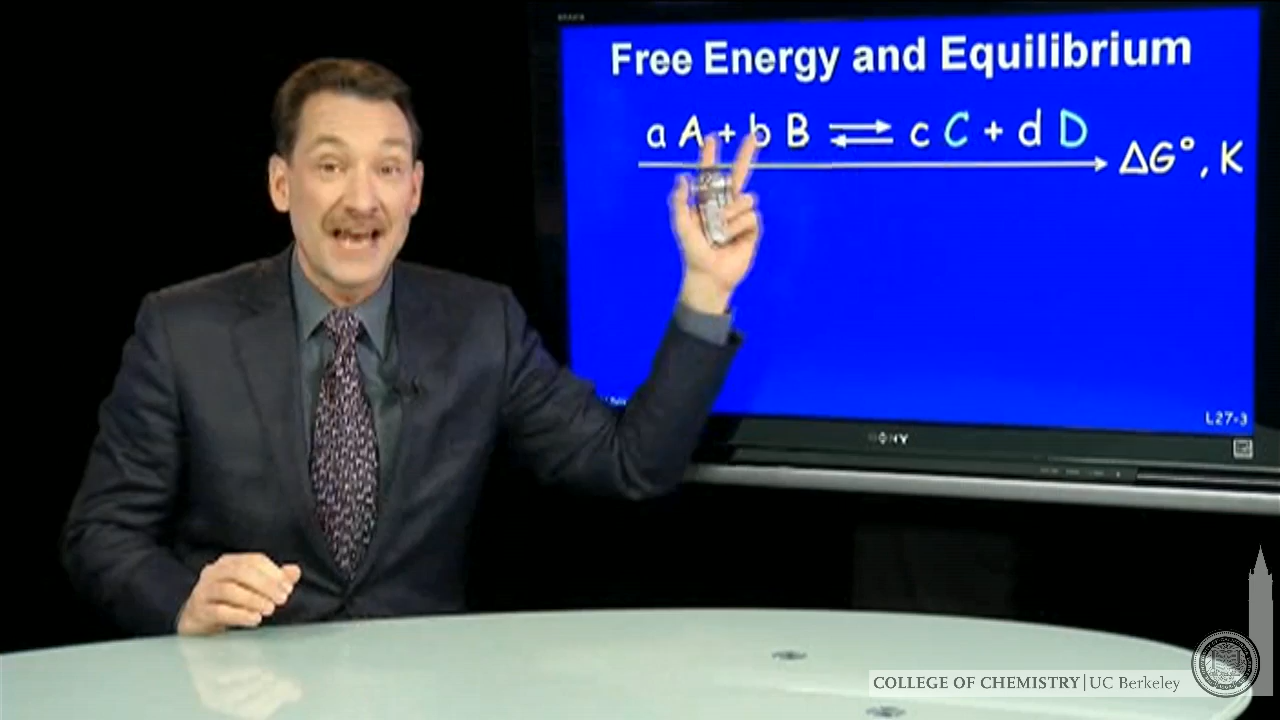 Free Energy and Equilibrium
a A + b B ⇌ c C + d D
ΔG°, K
L27-3
SONY
COLLEGE OF CHEMISTRY | UC Berkeley